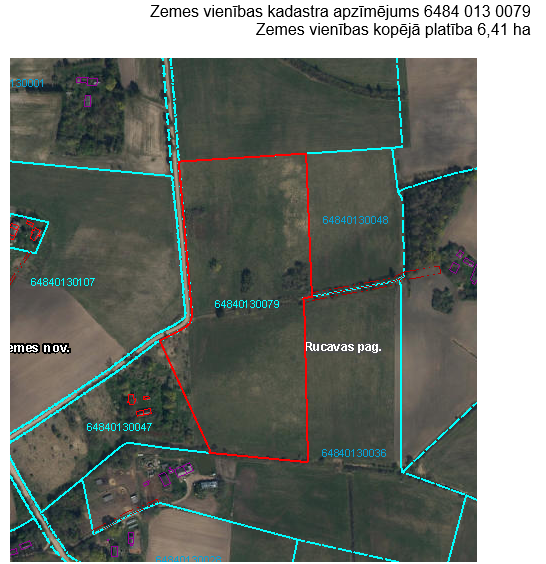 Zemes vienības kadastra apzīmējums 6484 013 0079
Zemes vienības kopējā platība 6,41 ha
130001
64840130048
64840130107
64840130079
emes nov.
Rucavas pag.
64840130047
64840130036